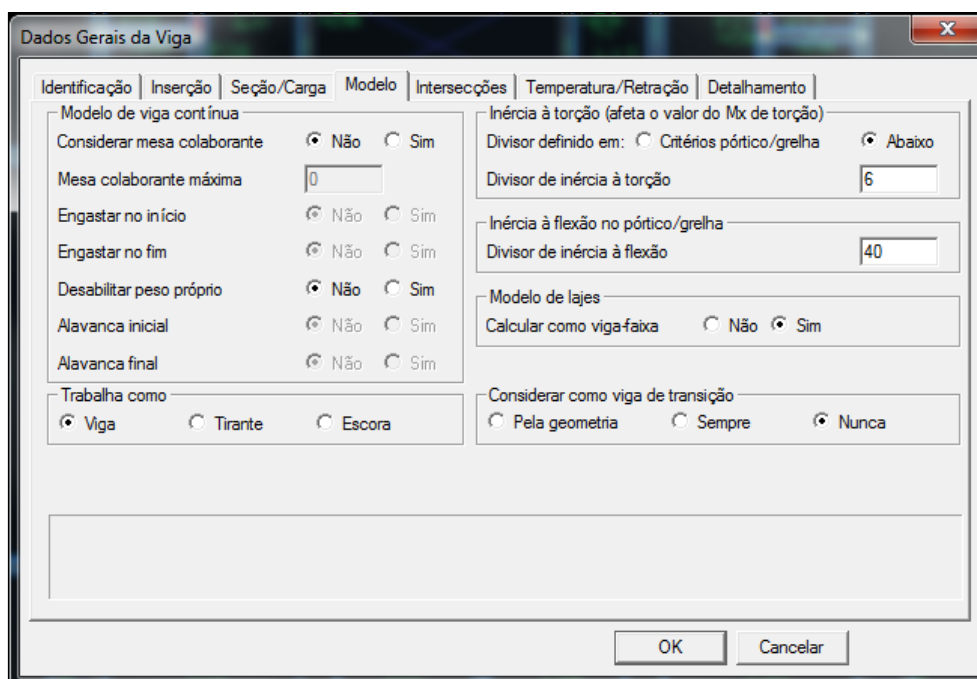 Dados Gerais da Viga
x
Identificação Inserção Seção/Carga Modelo Intersecções Temperatura/Retração Detalhamento
Modelo de viga contínua
Considerar mesa colaborante Não Sim
Mesa colaborante máxima 0
Engastar no início Não Sim
Engastar no fim Não Sim
Desabilitar peso próprio Não Sim
Alavanca inicial Não Sim
Alavanca final Não Sim
Trabalha como
Viga Tirante Escora
Inércia à torção (afeta o valor do Mx de torção)
Divisor definido em: Critérios pórtico/grelha Abaixo
Divisor de inércia à torção 6
Inércia à flexão no pórtico/grelha
Divisor de inércia à flexão 40
Modelo de lajes
Calcular como viga-faixa Não Sim
Considerar como viga de transição
Pela geometria Sempre Nunca
OK Cancelar